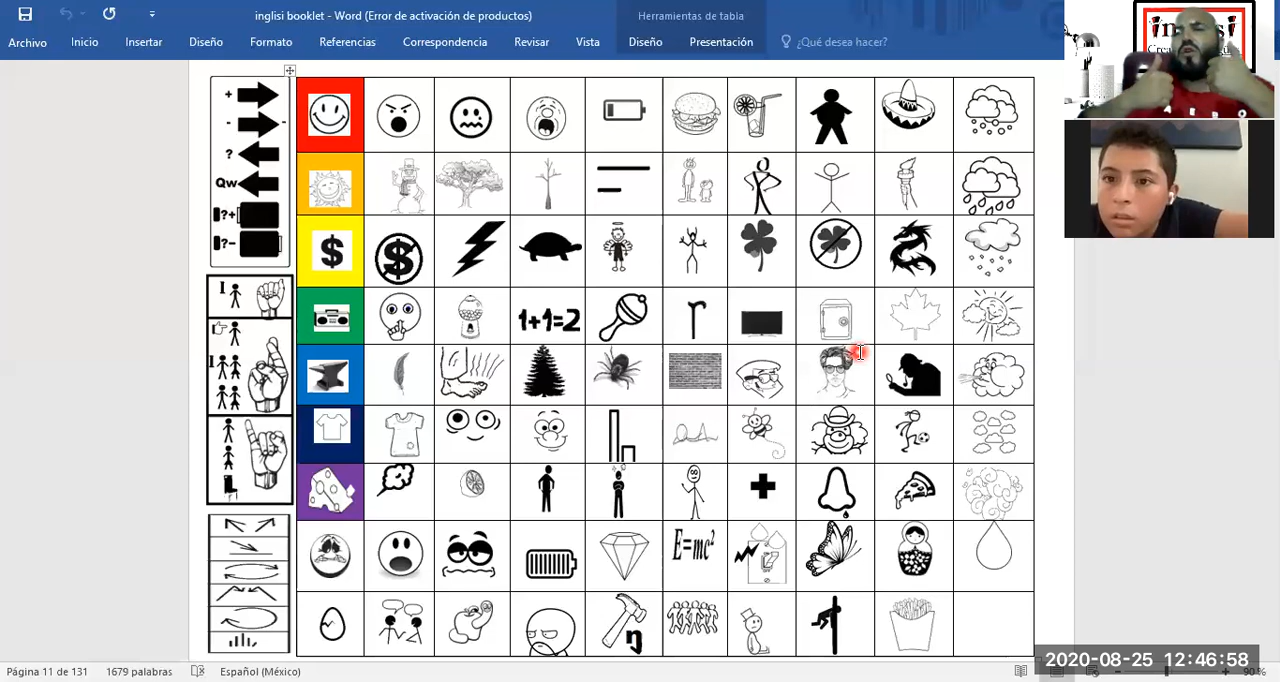 inglisi booklet - Word (Error de activación de productos)
Herramientas de tabla
Archivo Inicio Insertar Diseño Formato Referencias Correspondencia Revisar Vista Diseño Presentación ¿Qué desea hacer?
+
-
-
?
Qw
?+
?-
$
$
I
1+1=2
r
I
h
E=mc²
n
Página 11 de 131 1679 palabras Español (México)
90%
2020-08-25 12:46:58